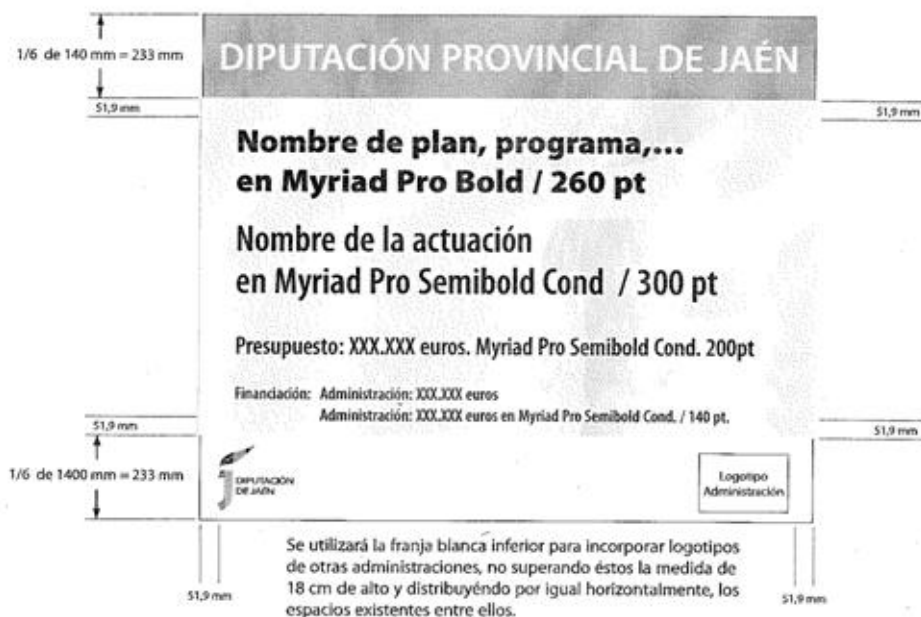 1/6 de 140 mm = 233 mm
DIPUTACIÓN PROVINCIAL DE JAÉN
51,9 mm
51,9 mm
Nombre de plan, programa,...
en Myriad Pro Bold / 260 pt
Nombre de la actuación
en Myriad Pro Semibold Cond / 300 pt
Presupuesto: XXX.XXX euros. Myriad Pro Semibold Cond. 200pt
Financiación: Administración: XXX.XXX euros
Administración: XXX.XXX euros en Myriad Pro Semibold Cond. / 140 pt.
51,9 mm
51,9 mm
1/6 de 1400 mm = 233 mm
DIPUTACIÓN
DE JAÉN
Logotipo
Administración
Se utilizará la franja blanca inferior para incorporar logotipos
de otras administraciones, no superando éstos la medida de
18 cm de alto y distribuyéndo por igual horizontalmente, los
espacios existentes entre ellos.
51,9 mm
51,9 mm